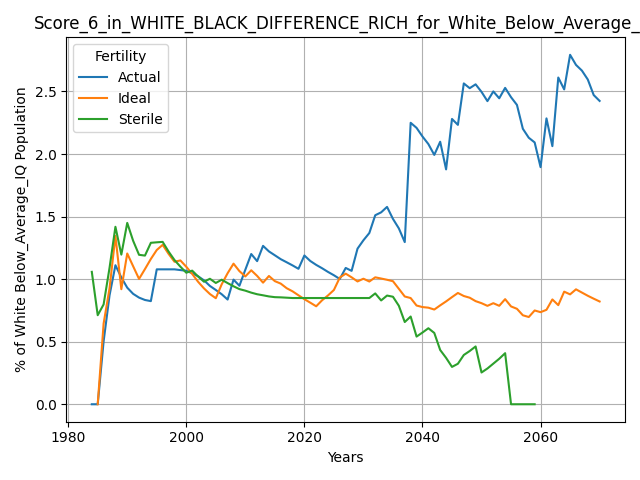 Score_6_in_WHITE_BLACK_DIFFERENCE_RICH_for_White_Below_Average_
Fertility
Actual
Ideal
Sterile
% of White Below_Average_IQ Population
2.5
2.0
1.5
1.0
0.5
0.0
1980 2000 2020 2040 2060
Years